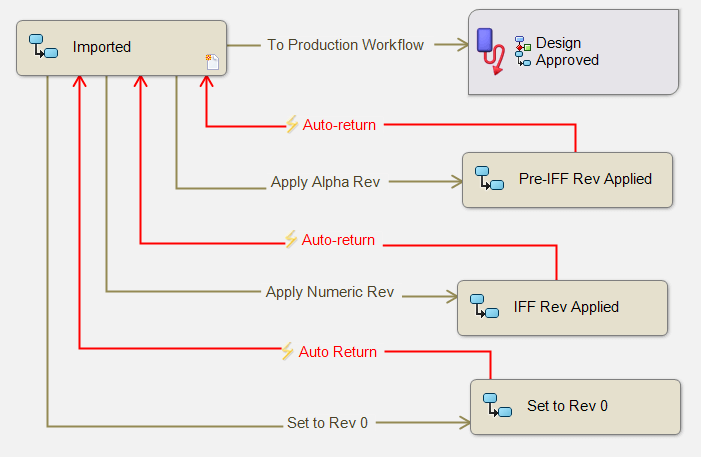 Imported
To Production Workflow
Design
Approved
Auto-return
Apply Alpha Rev
Pre-IFF Rev Applied
Auto-return
Apply Numeric Rev
IFF Rev Applied
Auto Return
Set to Rev 0
Set to Rev 0